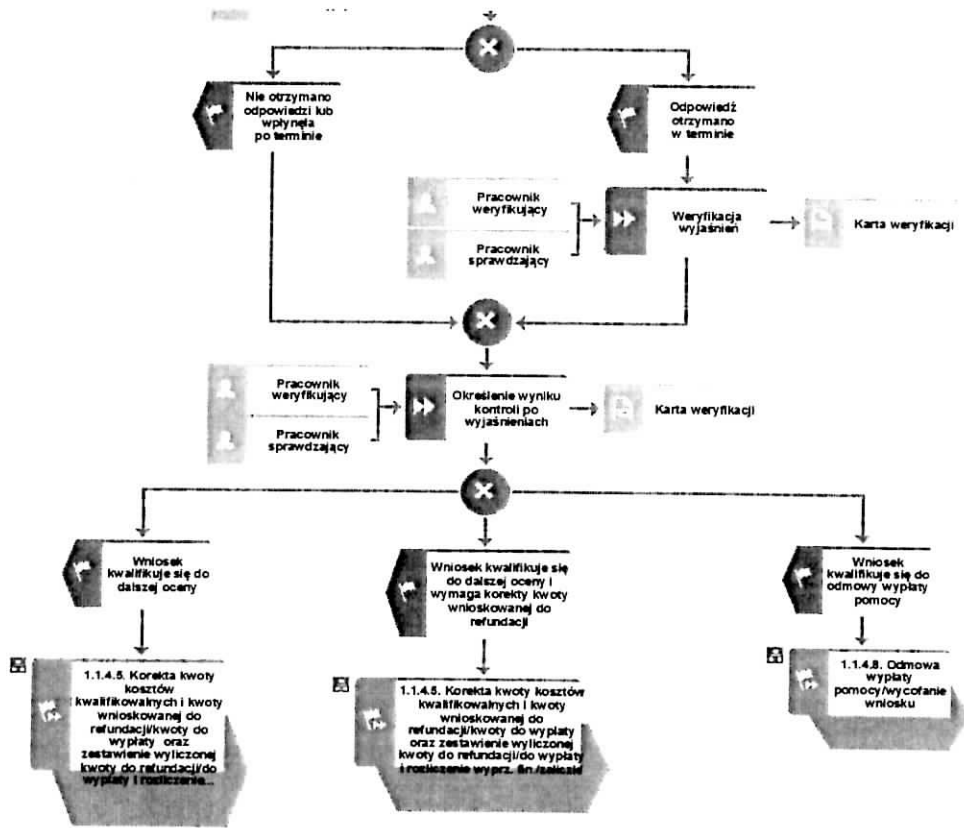 Nie otrzymano
odpowiedzi lub
wpłynęła
po terminie
Odpowiedź
otrzymano
w terminie
Pracownik
weryfikujący
Pracownik
sprawdzający
Weryfikacja
wyjaśnień
Karta weryfikacji
Pracownik
weryfikujący
Pracownik
sprawdzający
Określenie wyniku
kontroli po
wyjaśnieniach
Karta weryfikacji
Wniosek
kwalifikuje się do
dalszej oceny
Wniosek kwalifikuje się
do dalszej oceny i
wymaga korekty kwoty
wnioskowanej do
refundacji
Wniosek
kwalifikuje się do
odmowy wypłaty
pomocy
1.1.4.5. Korekta kwoty
kosztów
kwalifikowalnych i kwoty
wnioskowanej do
refundacji/kwoty do
wypłaty oraz
zestawienie wyliczonej
kwoty do refundacji/do
wypłaty i rozliczenie...
1.1.4.5. Korekta kwoty kosztów
kwalifikowalnych i kwoty
wnioskowanej do
refundacji/kwoty do wypłaty
oraz zestawienie wyliczonej
kwoty do refundacji/do wypłaty
i rozliczenie wyprz. fin./zaliczki
1.1.4.8. Odmowa
wypłaty
pomocy/wycofanie
wniosku